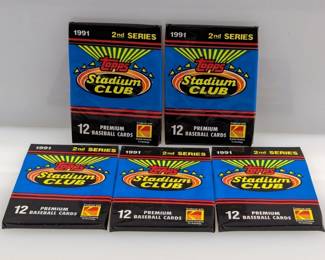 1991 2nd SERIES
Topps
Stadium
CLUB
12 PREMIUM
BASEBALL CARDS
1991 2nd SERIES
Topps
Stadium
CLUB
12 PREMIUM
BASEBALL CARDS
1991 2nd SERIES
Topps
Stadium
CLUB
12 PREMIUM
BASEBALL CARDS
1991 2nd SERIES
Topps
Stadium
CLUB
12 PREMIUM
BASEBALL CARDS
1991 2nd SERIES
Topps
Stadium
CLUB
12 PREMIUM
BASEBALL CARDS